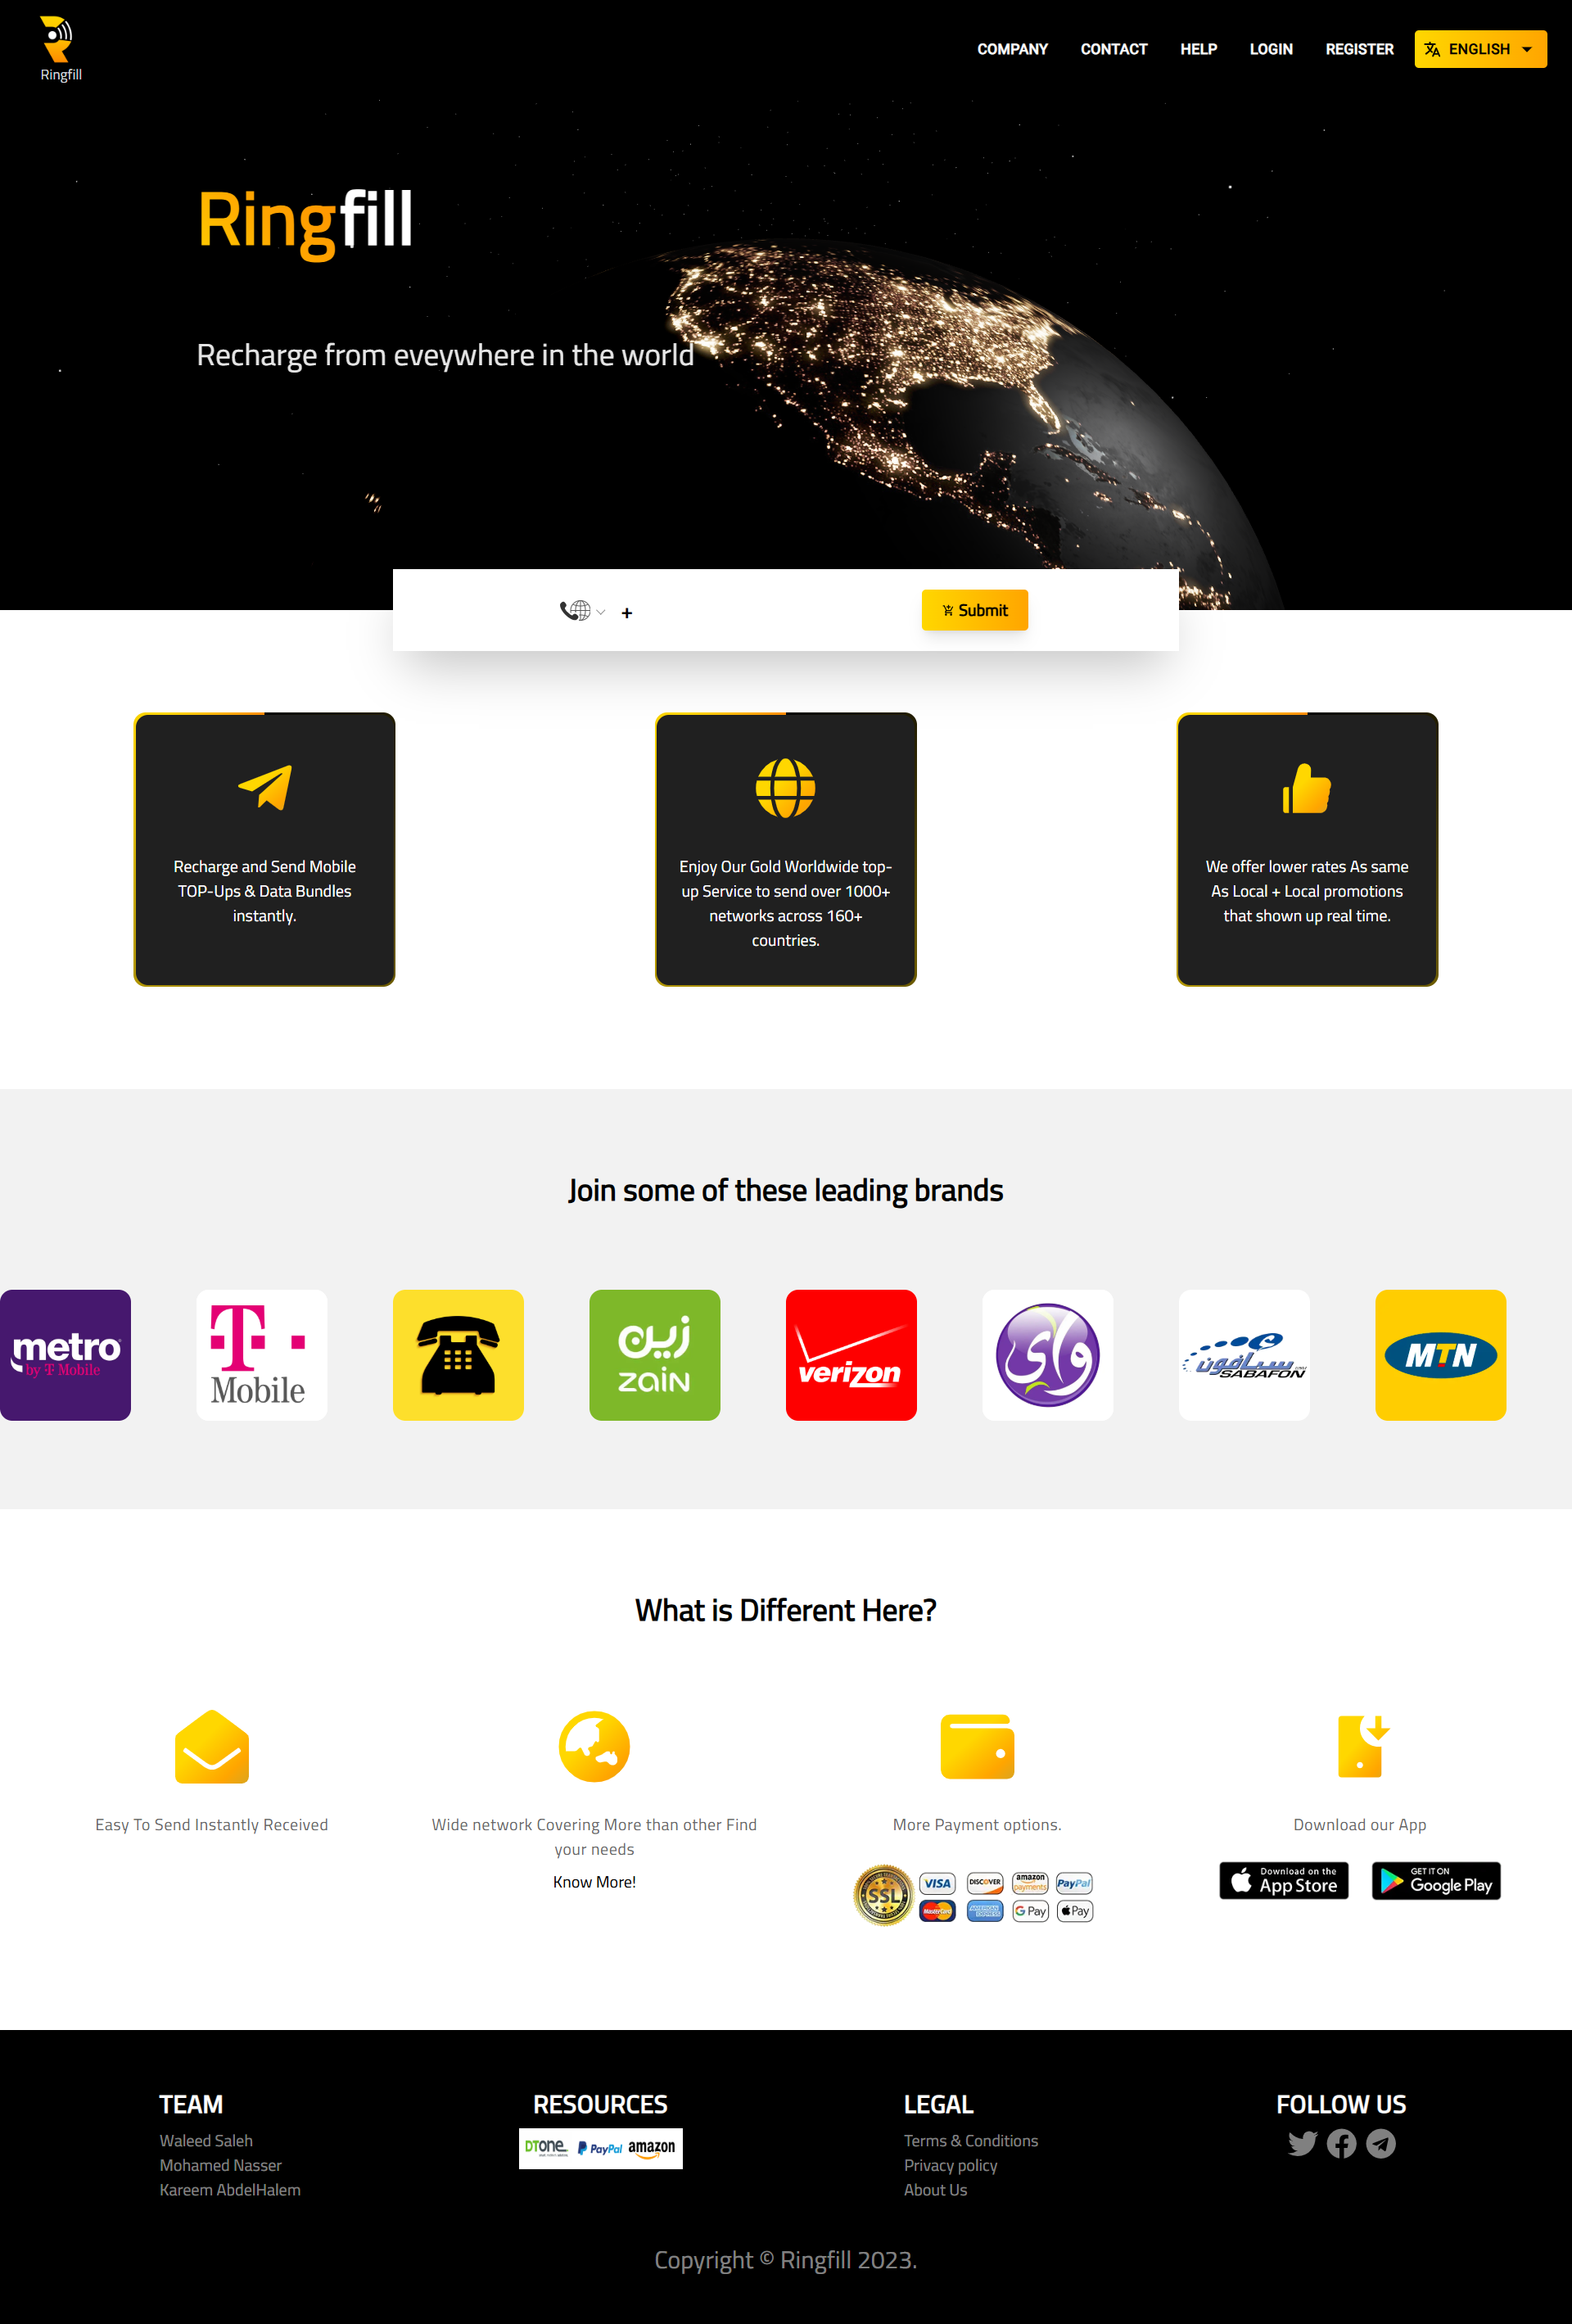 Ringfill
COMPANY CONTACT HELP LOGIN REGISTER ENGLISH
Ringfill
Recharge from eveywhere in the world
+ Submit
Recharge and Send Mobile
TOP-Ups & Data Bundles
instantly.
Enjoy Our Gold Worldwide top-
up Service to send over 1000+
networks across 160+
countries.
We offer lower rates As same
As Local + Local promotions
that shown up real time.
Join some of these leading brands
metro
by T Mobile
T
Mobile
زين
zain
verizon
واي
سبأفون
SABAFON
MTN
What is Different Here?
Easy To Send Instantly Received
Wide network Covering More than other Find
your needs
Know More!
More Payment options.
SSL
VISA DISCOVER amazon payments PayPal
MasterCard AMERICAN EXPRESS G Pay Pay
Download our App
Download on the
App Store
GET IT ON
Google Play
TEAM
Waleed Saleh
Mohamed Nasser
Kareem AbdelHalem
RESOURCES
DTONE PayPal amazon
LEGAL
Terms & Conditions
Privacy policy
About Us
FOLLOW US
Copyright © Ringfill 2023.